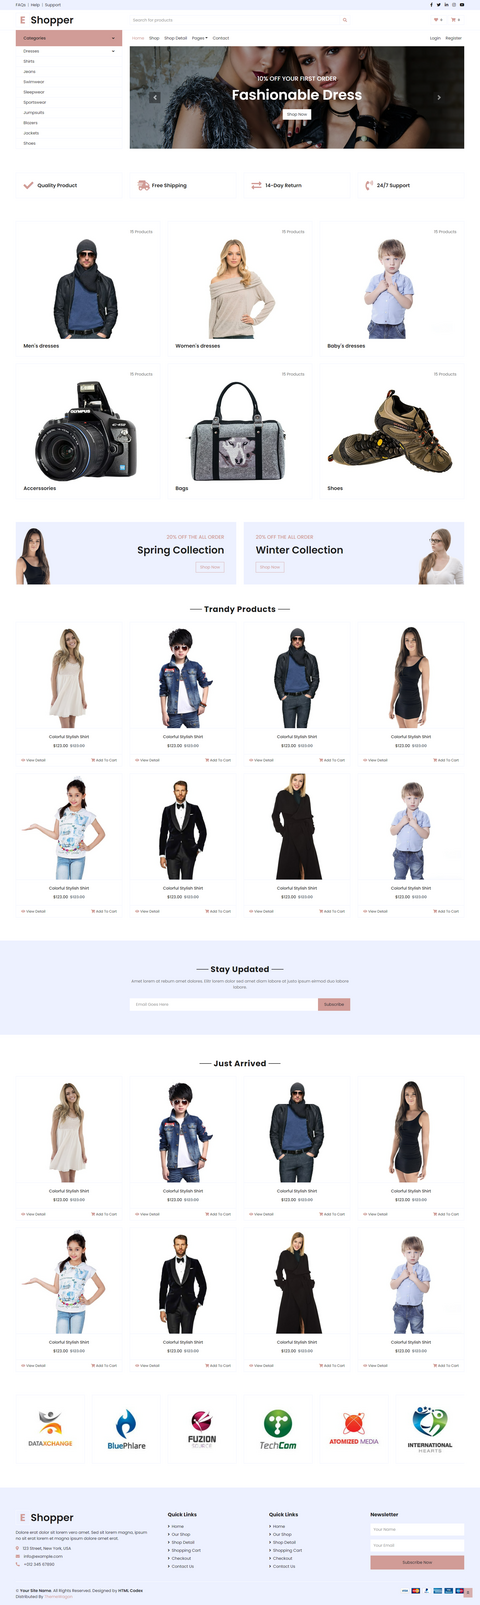 FAQs | Help | Support
E Shopper
Search for products
0
0
Categories
Home Shop Shop Detail Pages Contact
Login Register
Dresses
Shirts
Jeans
Swimwear
Sleepwear
Sportswear
Jumpsuits
Blazers
Jackets
Shoes
10% OFF YOUR FIRST ORDER
Fashionable Dress
Shop Now
Quality Product
Free Shipping
14-Day Return
24/7 Support
15 Products
15 Products
15 Products
Men's dresses
Women's dresses
Baby's dresses
15 Products
15 Products
15 Products
OLYMPUS
Accerssories
Bags
Shoes
20% OFF THE ALL ORDER
Spring Collection
Shop Now
20% OFF THE ALL ORDER
Winter Collection
Shop Now
Trandy Products
Colorful Stylish Shirt
$123.00 $123.00
View Detail Add To Cart
Colorful Stylish Shirt
$123.00 $123.00
View Detail Add To Cart
Colorful Stylish Shirt
$123.00 $123.00
View Detail Add To Cart
Colorful Stylish Shirt
$123.00 $123.00
View Detail Add To Cart
Colorful Stylish Shirt
$123.00 $123.00
View Detail Add To Cart
Colorful Stylish Shirt
$123.00 $123.00
View Detail Add To Cart
Colorful Stylish Shirt
$123.00 $123.00
View Detail Add To Cart
Colorful Stylish Shirt
$123.00 $123.00
View Detail Add To Cart
Stay Updated
Amet lorem at rebum amet dolores. Elitr lorem dolor sed amet diam labore at justo ipsum eirmod duo labore
labore.
Email Goes Here
Subscribe
Just Arrived
Colorful Stylish Shirt
$123.00 $123.00
View Detail Add To Cart
Colorful Stylish Shirt
$123.00 $123.00
View Detail Add To Cart
Colorful Stylish Shirt
$123.00 $123.00
View Detail Add To Cart
Colorful Stylish Shirt
$123.00 $123.00
View Detail Add To Cart
Colorful Stylish Shirt
$123.00 $123.00
View Detail Add To Cart
Colorful Stylish Shirt
$123.00 $123.00
View Detail Add To Cart
Colorful Stylish Shirt
$123.00 $123.00
View Detail Add To Cart
Colorful Stylish Shirt
$123.00 $123.00
View Detail Add To Cart
DATAXCHANGE
BluePhlare
FUZION
SOURCE
TechCom
ATOMIZED MEDIA
INTERNATIONAL
HEARTS
E Shopper
Dolore erat dolor sit lorem vero amet. Sed sit lorem magna, ipsum
no sit erat lorem et magna ipsum dolore amet erat.
123 Street, New York, USA
info@example.com
+012 345 67890
Quick Links
Home
Our Shop
Shop Detail
Shopping Cart
Checkout
Contact Us
Quick Links
Home
Our Shop
Shop Detail
Shopping Cart
Checkout
Contact Us
Newsletter
Your Name
Your Email
Subscribe Now
© Your Site Name. All Rights Reserved. Designed by HTML Codex
Distributed By ThemeWagon